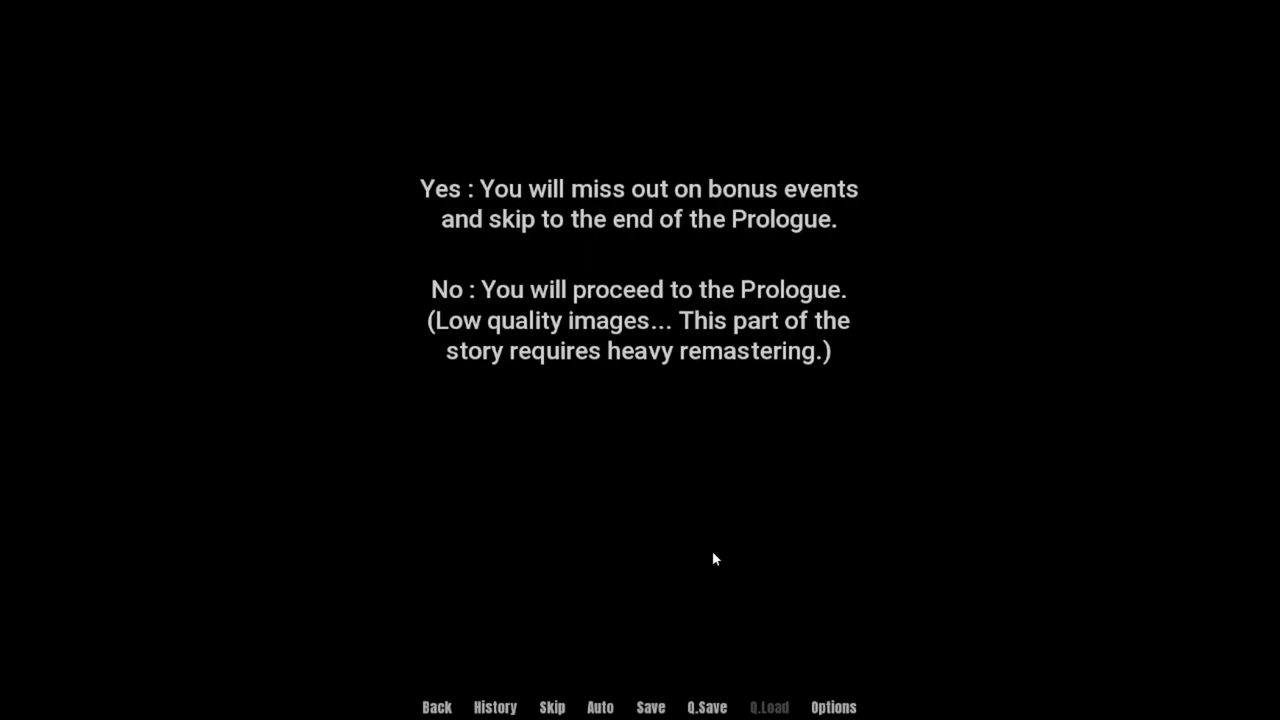 Yes : You will miss out on bonus events
and skip to the end of the Prologue.
No : You will proceed to the Prologue.
(Low quality images... This part of the
story requires heavy remastering.)
Back History Skip Auto Save Q.Save Q.Load Options